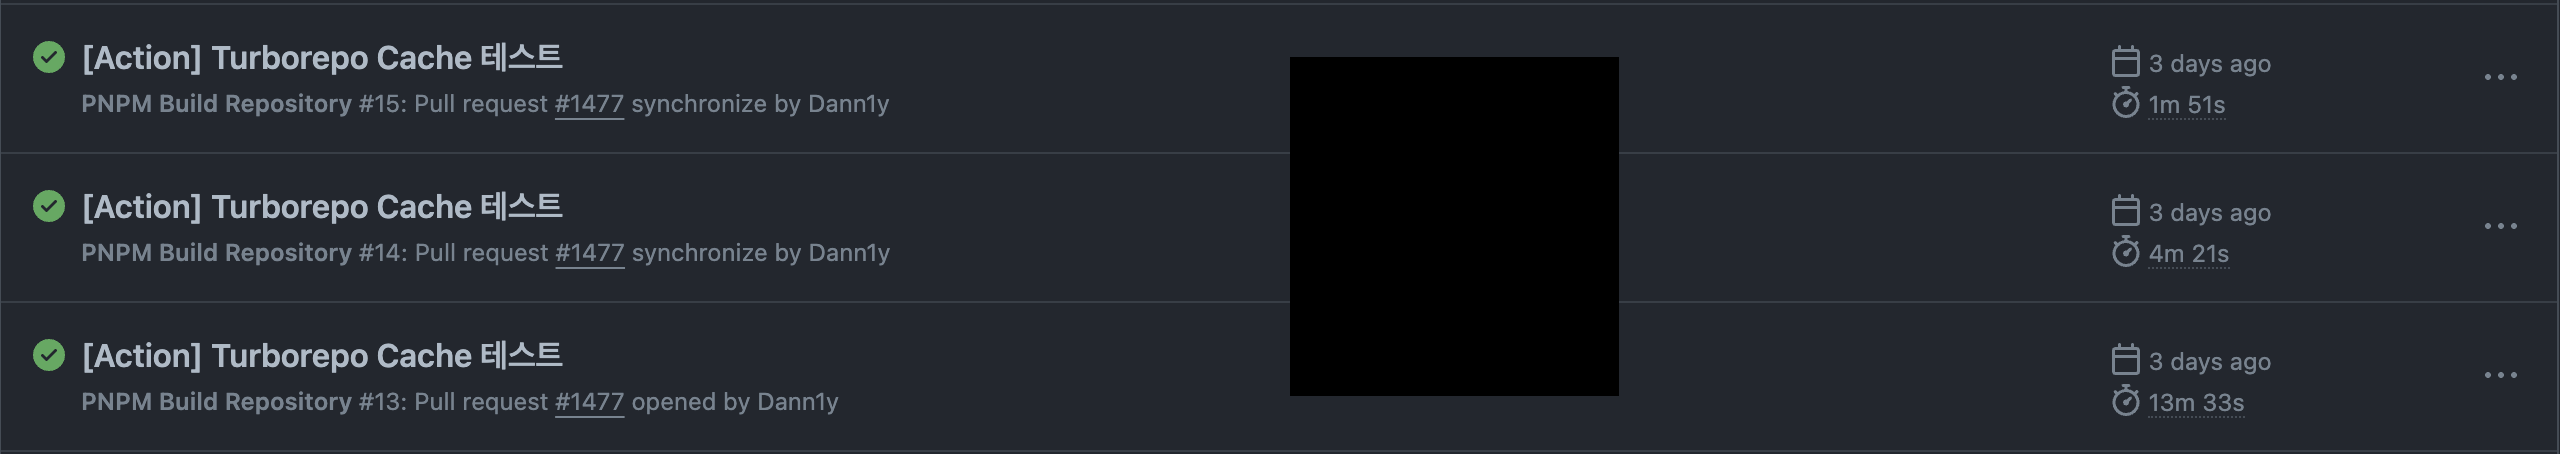 [Action] Turborepo Cache 테스트
PNPM Build Repository #15: Pull request #1477 synchronize by Dann1y
3 days ago
1m 51s
[Action] Turborepo Cache 테스트
PNPM Build Repository #14: Pull request #1477 synchronize by Dann1y
3 days ago
4m 21s
[Action] Turborepo Cache 테스트
PNPM Build Repository #13: Pull request #1477 opened by Dann1y
3 days ago
13m 33s